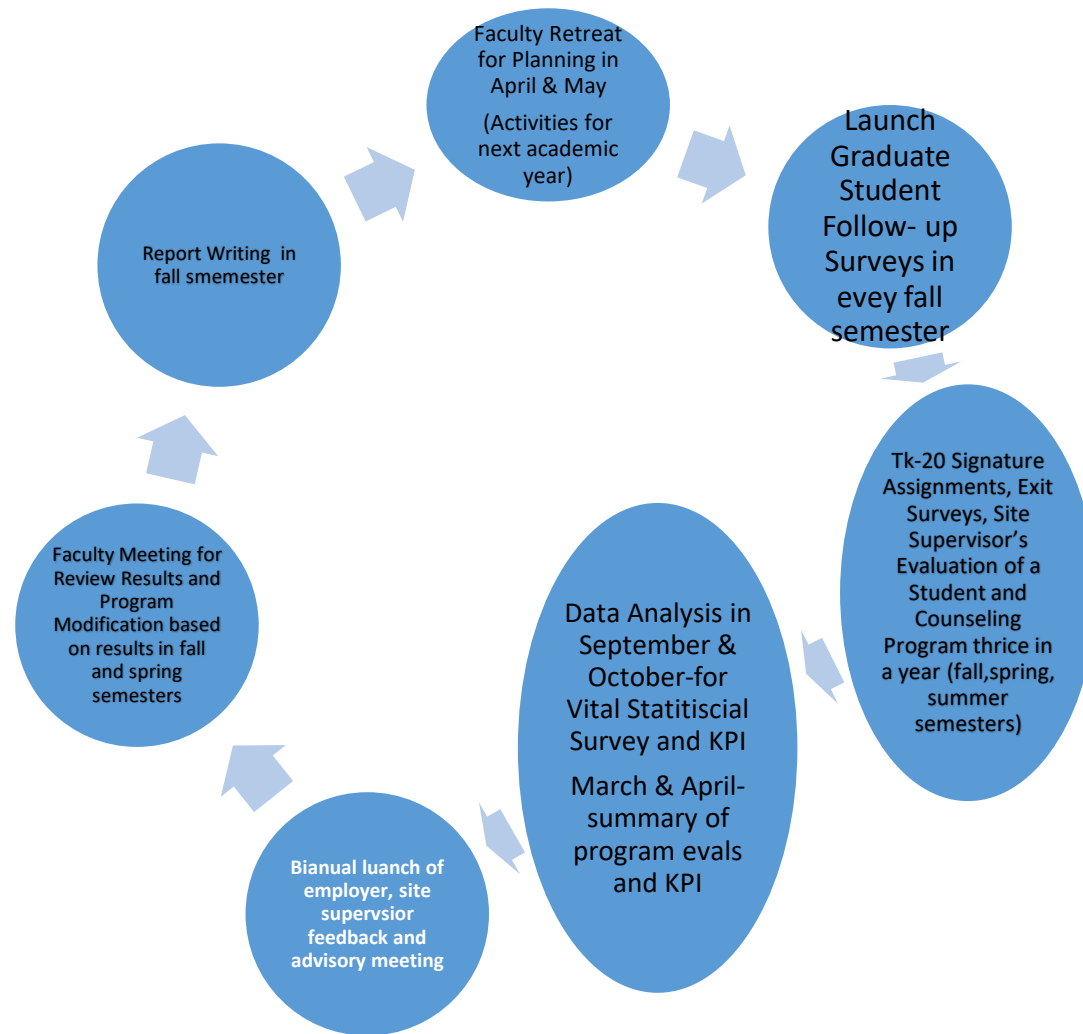 Faculty Retreat
for Planning in
April & May
(Activities for
next academic
year)
Launch
Graduate
Student
Follow- up
Surveys in
evey fall
semester
Tk-20 Signature
Assignments, Exit
Surveys, Site
Supervisor’s
Evaluation of a
Student and
Counseling
Program thrice in
a year (fall,spring,
summer
semesters)
Data Analysis in
September &
October-for
Vital Statitiscial
Survey and KPI
March & April-
summary of
program evals
and KPI
Bianual luanch of
employer, site
supervsior
feedback and
advisory meeting
Faculty Meeting for
Review Results and
Program
Modification based
on results in fall
and spring
semesters
Report Writing  in
fall smemester